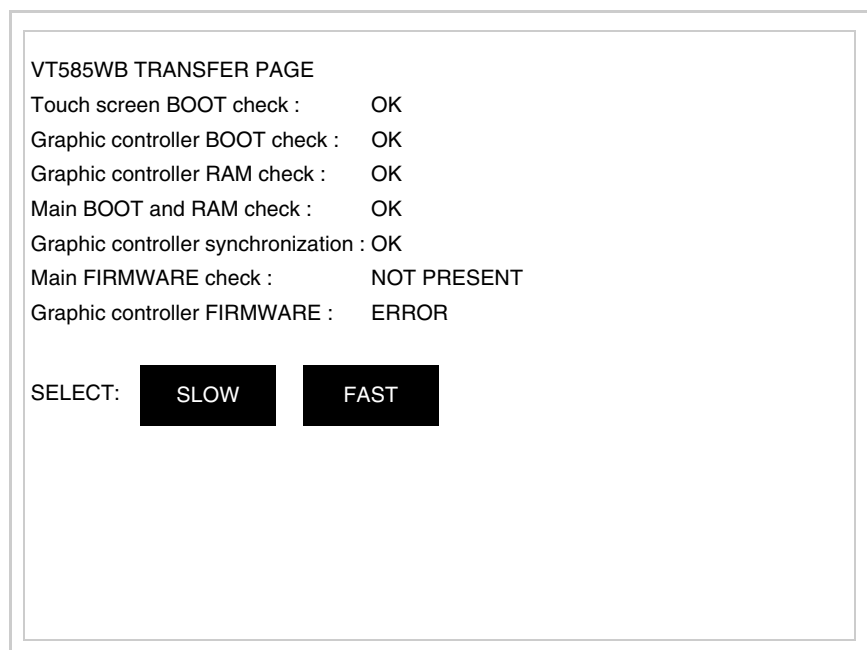 VT585WB TRANSFER PAGE
Touch screen BOOT check : OK
Graphic controller BOOT check : OK
Graphic controller RAM check : OK
Main BOOT and RAM check : OK
Graphic controller synchronization : OK
Main FIRMWARE check : NOT PRESENT
Graphic controller FIRMWARE : ERROR
SELECT: SLOW FAST